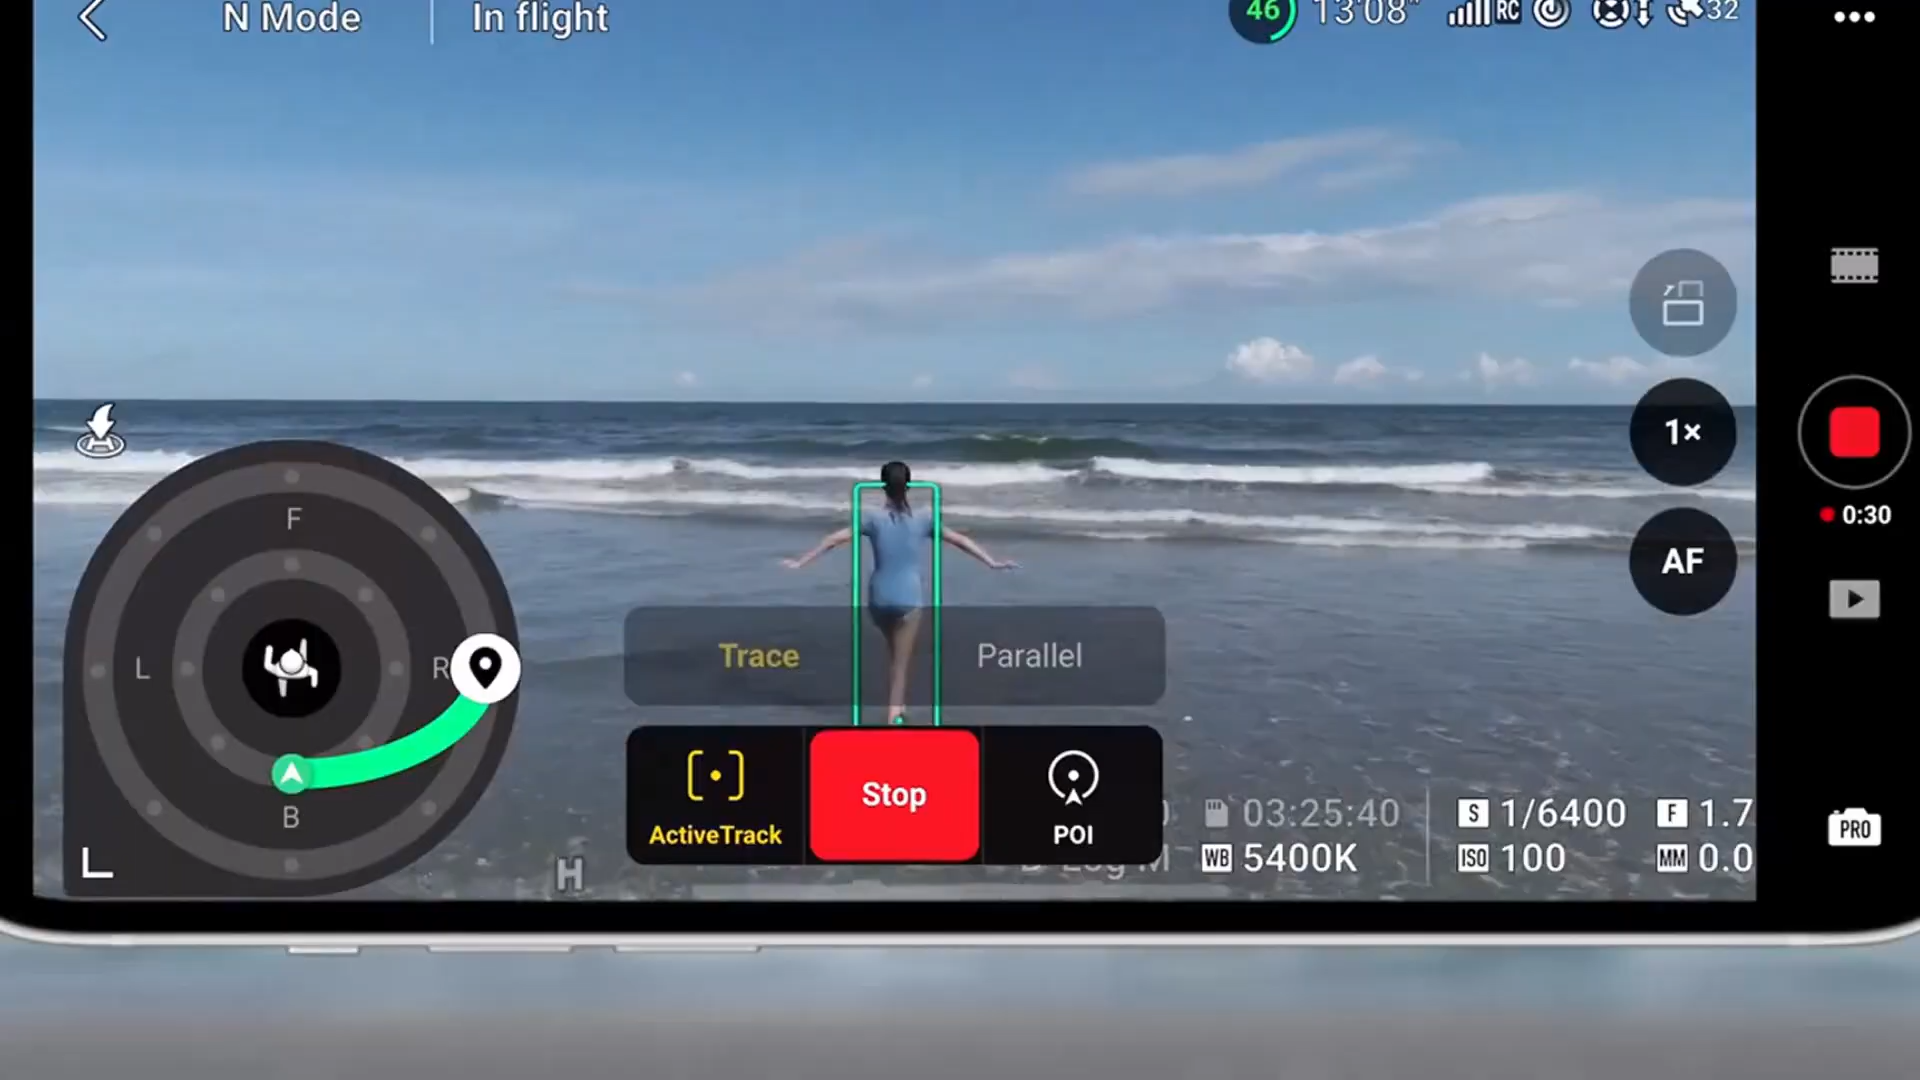 N Mode In flight 46 13'08" RC 32
1×
0:30
AF
F
L R
B
L
H
Trace Parallel
ActiveTrack Stop POI
03:25:40 S 1/6400 F 1.7
WB 5400K ISO 100 MM 0.0
PRO